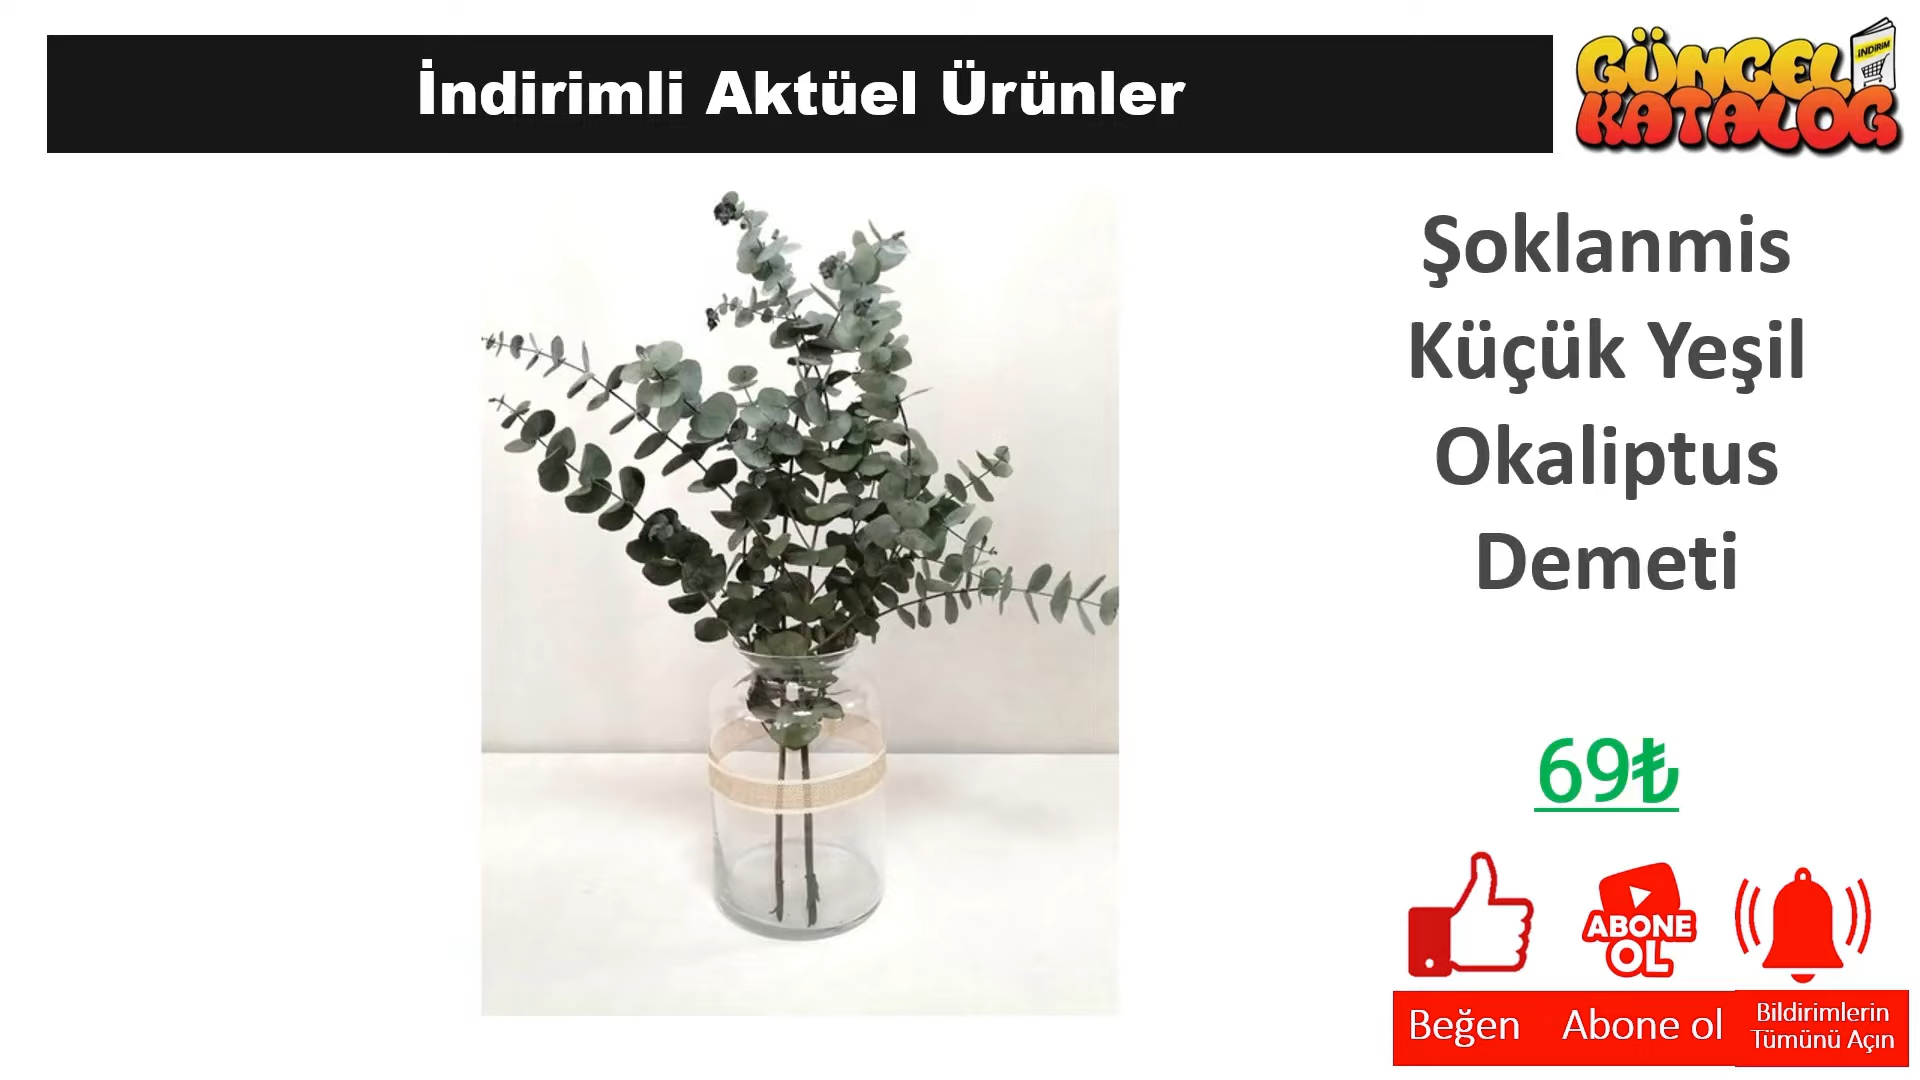 İndirimli Aktüel Ürünler
GÜNCEL
KATALOG
İNDİRİM
Şoklanmis
Küçük Yeşil
Okaliptus
Demeti
69₺
ABONE
OL
Beğen
Abone ol
Bildirimlerin
Tümünü Açın